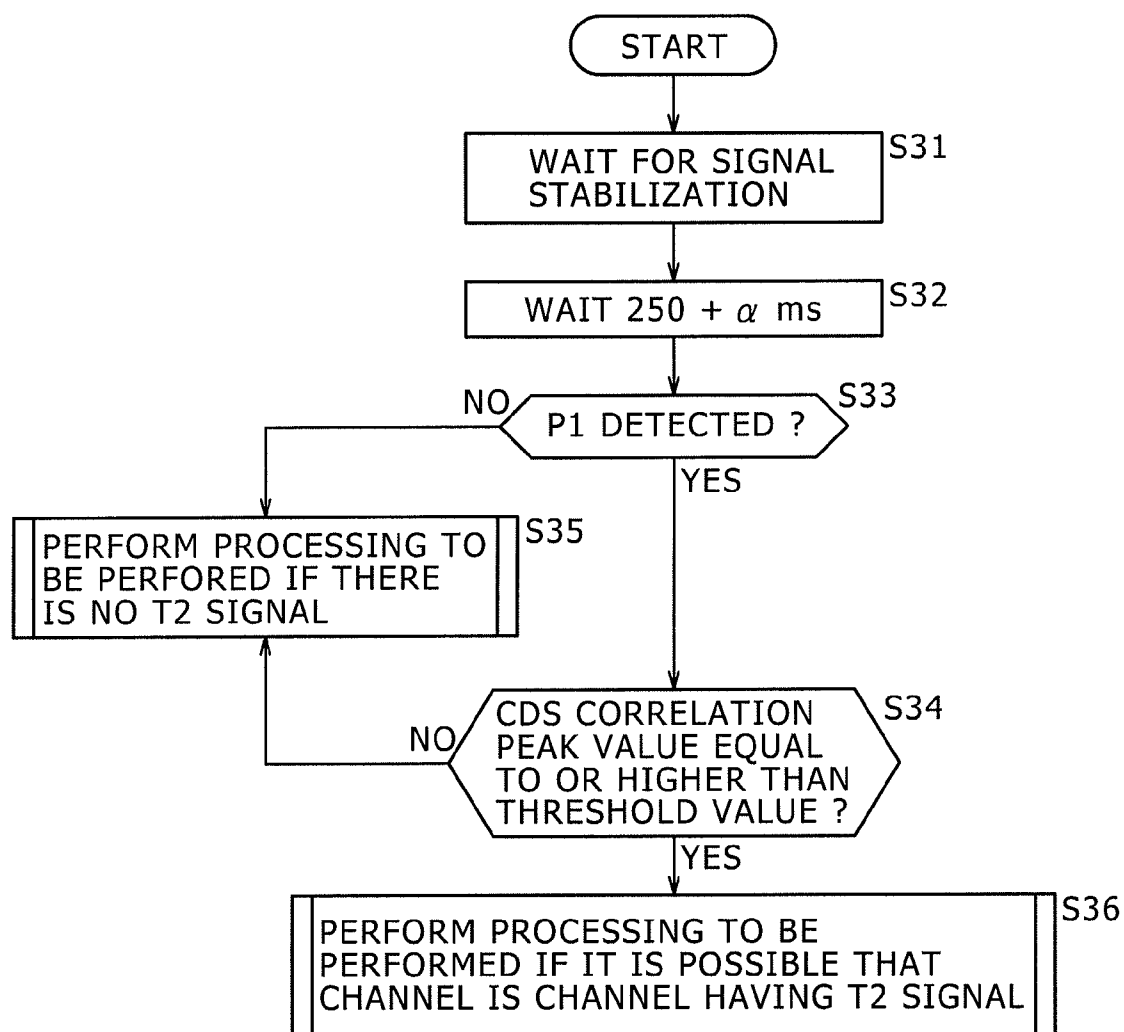 START
WAIT FOR SIGNAL
STABILIZATION
S31
WAIT 250 + α ms
S32
P1 DETECTED ?
S33
NO
YES
PERFORM PROCESSING TO
BE PERFORED IF THERE
IS NO T2 SIGNAL
S35
CDS CORRELATION
PEAK VALUE EQUAL
TO OR HIGHER THAN
THRESHOLD VALUE ?
S34
NO
YES
PERFORM PROCESSING TO BE
PERFORMED IF IT IS POSSIBLE THAT
CHANNEL IS CHANNEL HAVING T2 SIGNAL
S36